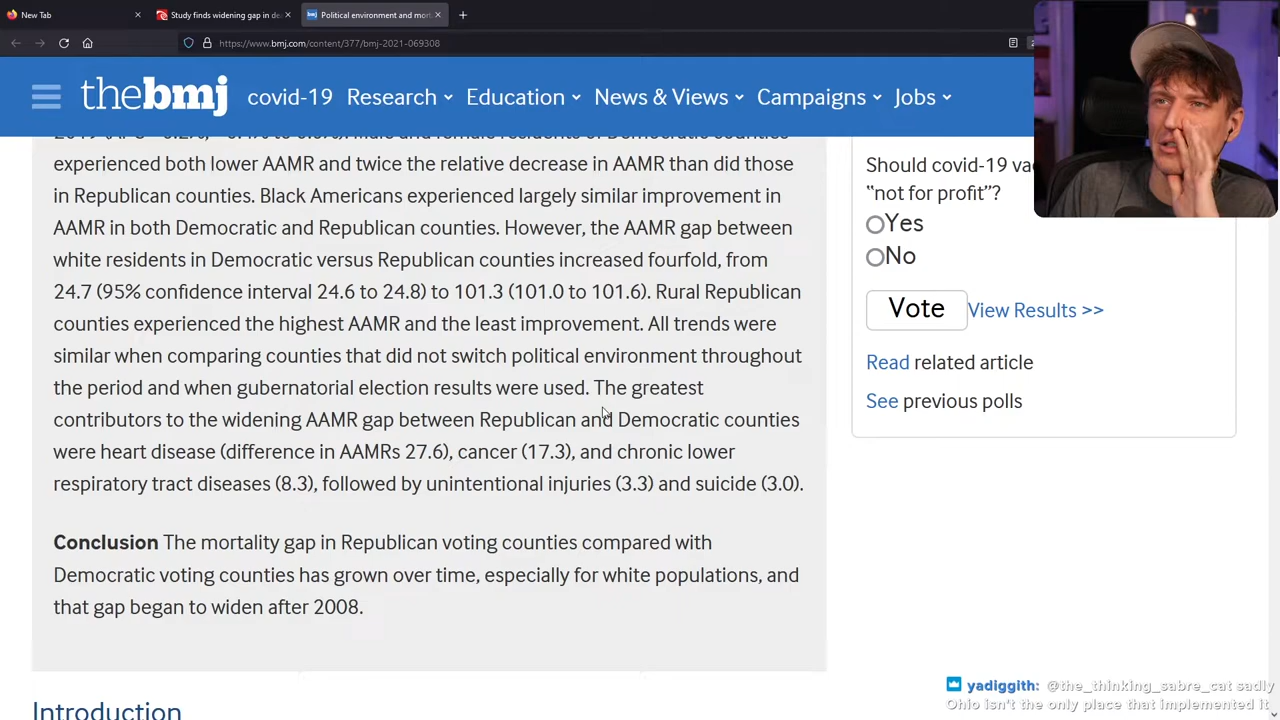 New Tab
Study finds widening gap in de
Political environment and mort
https://www.bmj.com/content/377/bmj-2021-069308
thebmj covid-19 Research Education News & Views Campaigns Jobs
experienced both lower AAMR and twice the relative decrease in AAMR than did those
in Republican counties. Black Americans experienced largely similar improvement in
AAMR in both Democratic and Republican counties. However, the AAMR gap between
white residents in Democratic versus Republican counties increased fourfold, from
24.7 (95% confidence interval 24.6 to 24.8) to 101.3 (101.0 to 101.6). Rural Republican
counties experienced the highest AAMR and the least improvement. All trends were
similar when comparing counties that did not switch political environment throughout
the period and when gubernatorial election results were used. The greatest
contributors to the widening AAMR gap between Republican and Democratic counties
were heart disease (difference in AAMRs 27.6), cancer (17.3), and chronic lower
respiratory tract diseases (8.3), followed by unintentional injuries (3.3) and suicide (3.0).
Conclusion The mortality gap in Republican voting counties compared with
Democratic voting counties has grown over time, especially for white populations, and
that gap began to widen after 2008.
Introduction
Should covid-19 va
"not for profit"?
Yes
No
Vote View Results >>
Read related article
See previous polls
yadiggith: @the_thinking_sabre_cat sadly
Ohio isn't the only place that implemented it